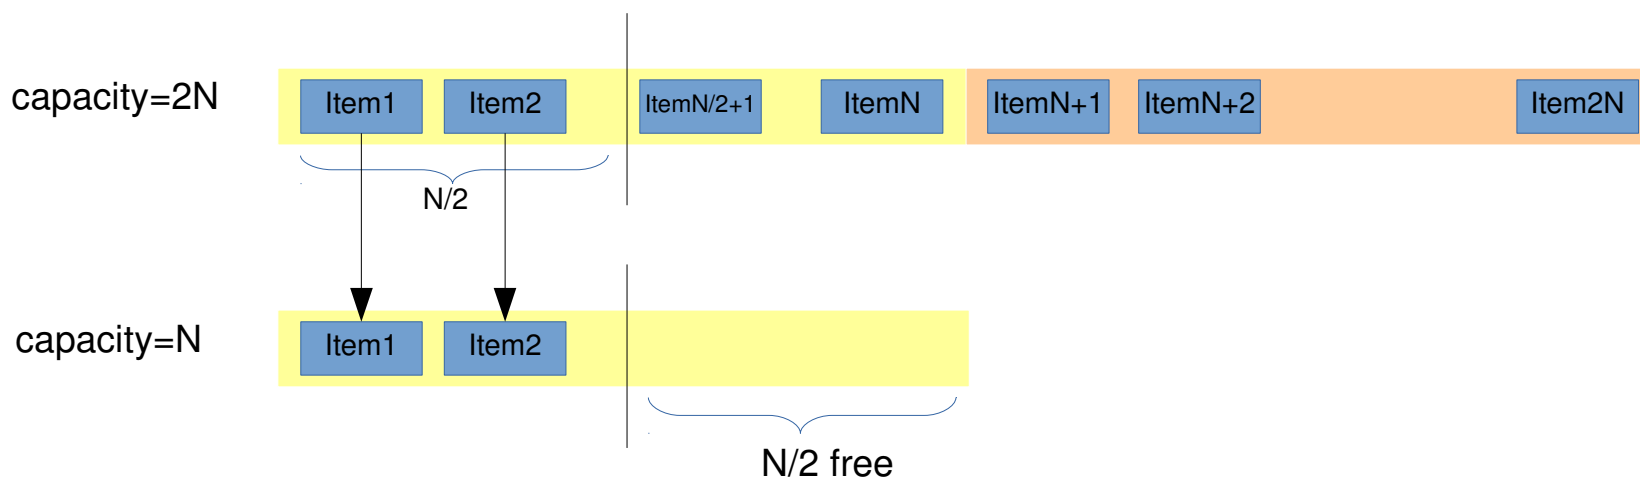 capacity=2N
Item1
Item2
ItemN/2+1
ItemN
ItemN+1
ItemN+2
Item2N
N/2
capacity=N
Item1
Item2
N/2 free